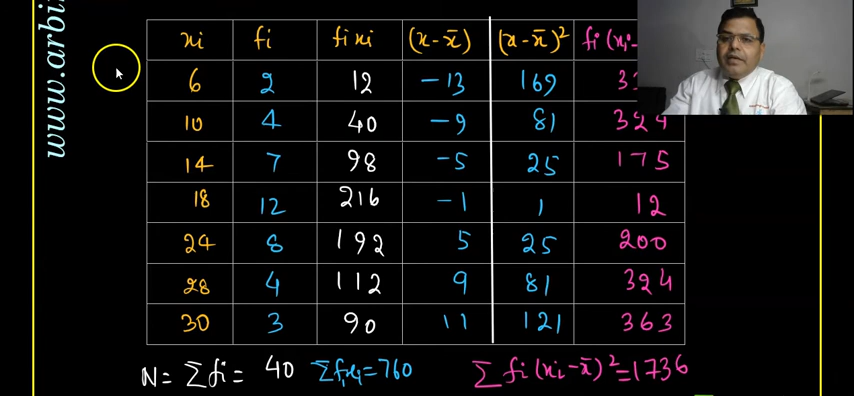 www.arbi
xi fi fixi (x-x̄) (x-x̄)² fi(xi-
6 2 12 -13 169 33
10 4 40 -9 81 324
14 7 98 -5 25 175
18 12 216 -1 1 12
24 8 192 5 25 200
28 4 112 9 81 324
30 3 90 11 121 363
N = Σfi = 40 Σfixi=760 Σfi(xi-x̄)²=1736